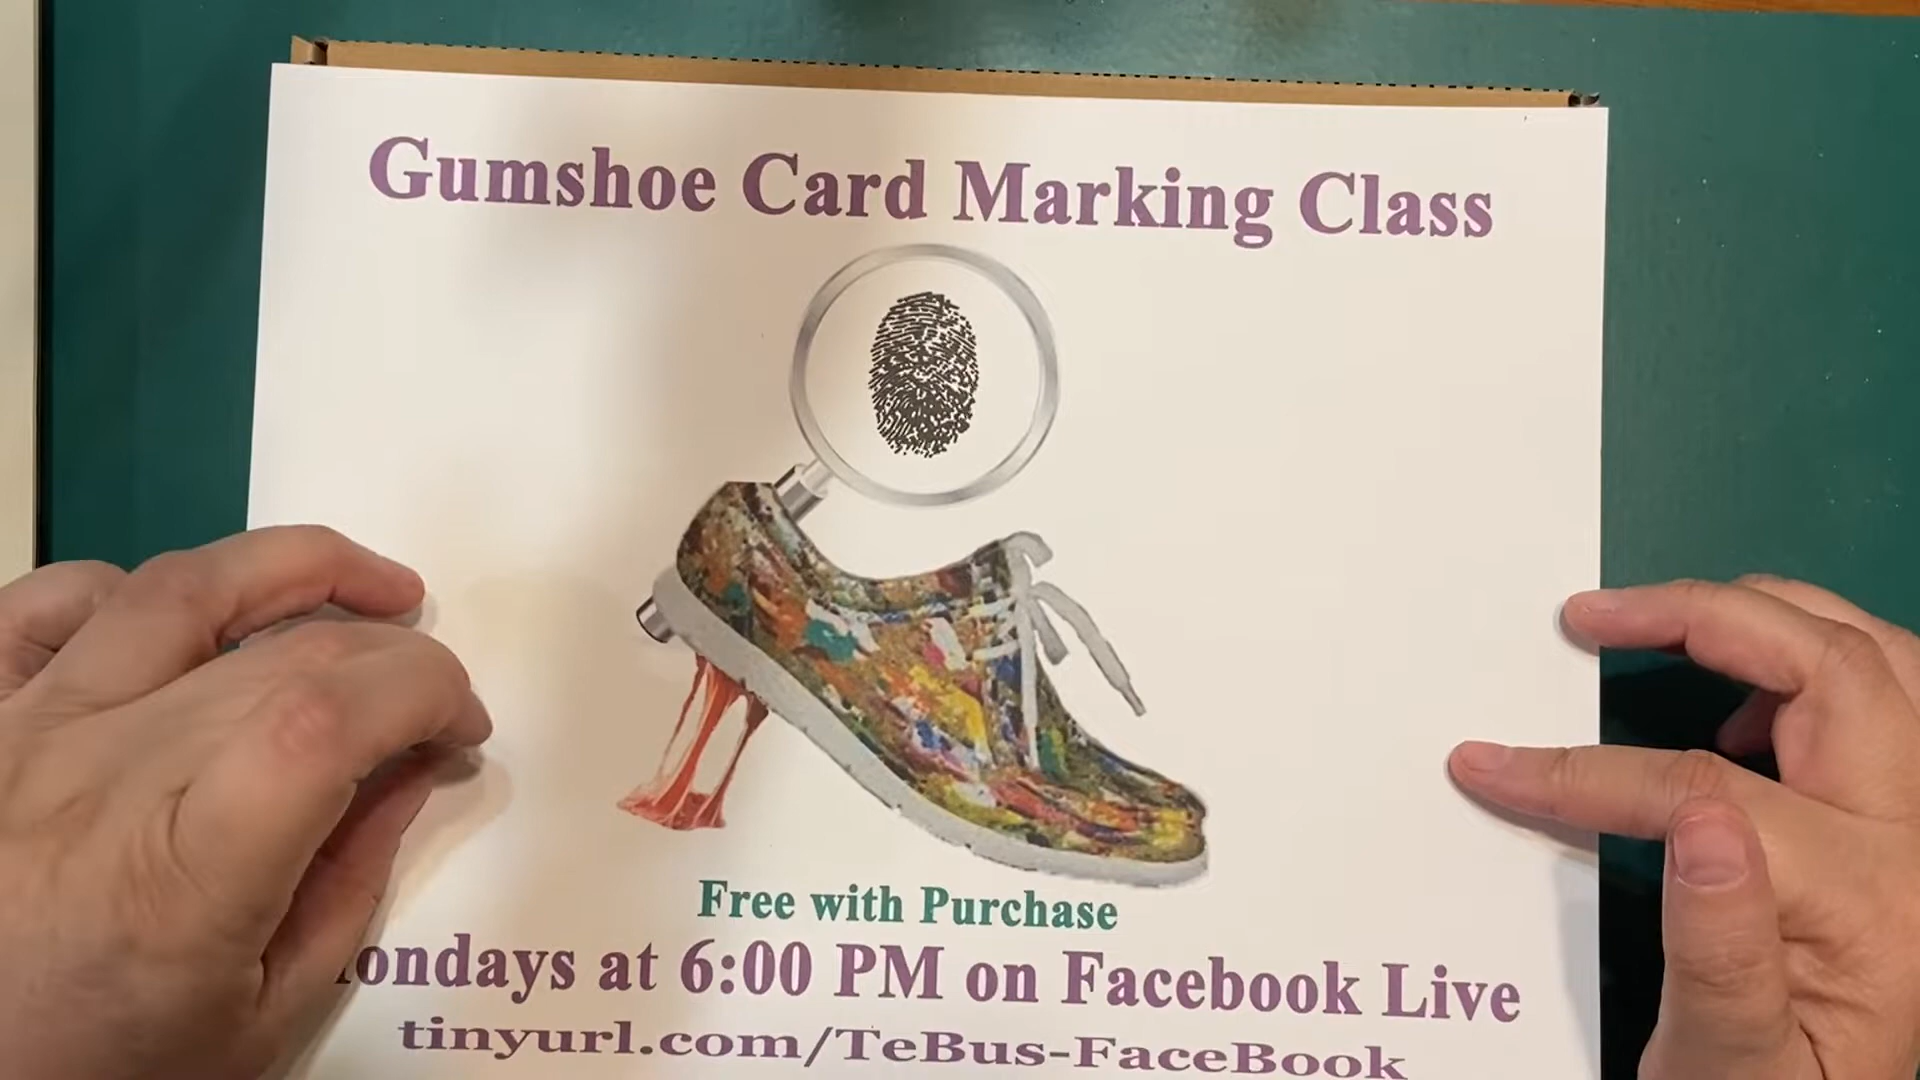 Gumshoe Card Marking Class
Free with Purchase
ondays at 6:00 PM on Facebook Live
tinyurl.com/TeBus-FaceBook